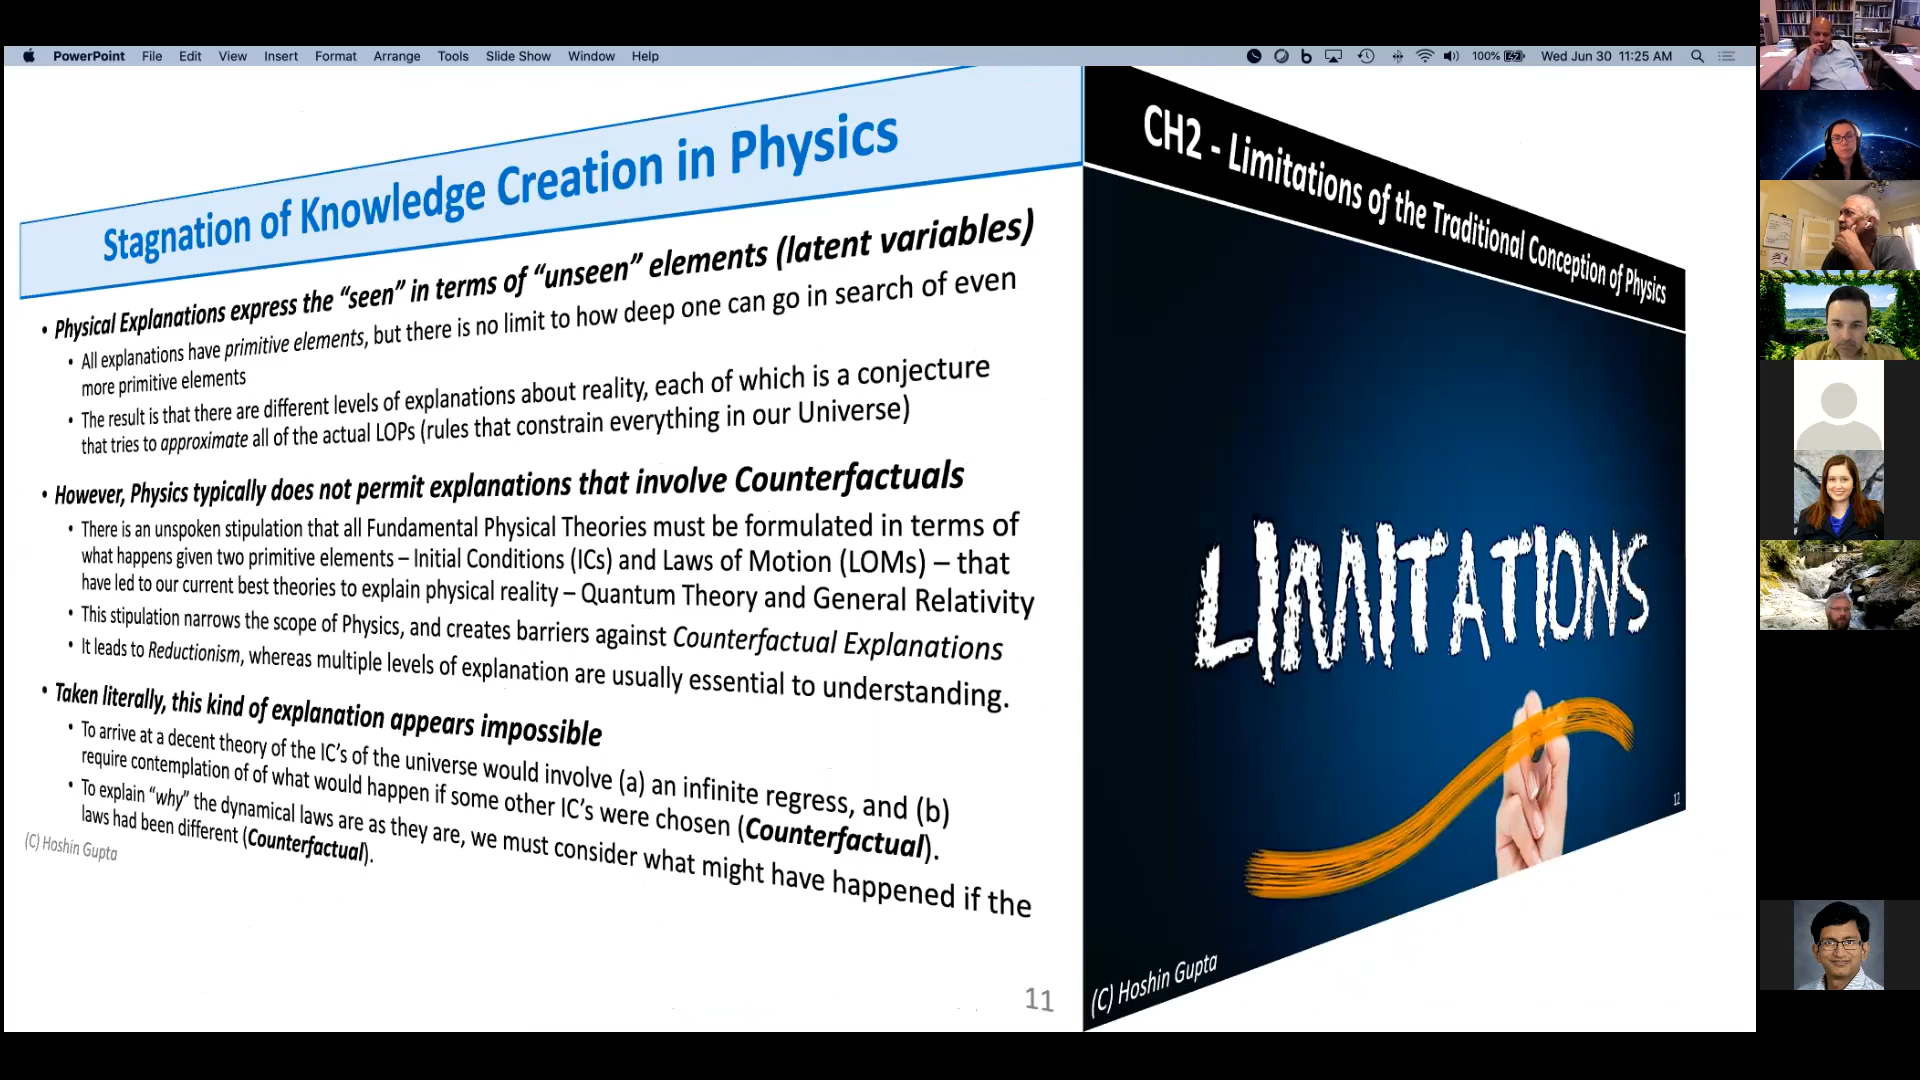 PowerPoint File Edit View Insert Format Arrange Tools Slide Show Window Help
100% Wed Jun 30 11:25 AM
Stagnation of Knowledge Creation in Physics
• Physical Explanations express the “seen” in terms of “unseen” elements (latent variables)
• All explanations have primitive elements, but there is no limit to how deep one can go in search of even
more primitive elements
• The result is that there are different levels of explanations about reality, each of which is a conjecture
that tries to approximate all of the actual LOPs (rules that constrain everything in our Universe)
• However, Physics typically does not permit explanations that involve Counterfactuals
• There is an unspoken stipulation that all Fundamental Physical Theories must be formulated in terms of
what happens given two primitive elements – Initial Conditions (ICs) and Laws of Motion (LOMs) – that
have led to our current best theories to explain physical reality – Quantum Theory and General Relativity
• This stipulation narrows the scope of Physics, and creates barriers against Counterfactual Explanations
• It leads to Reductionism, whereas multiple levels of explanation are usually essential to understanding.
• Taken literally, this kind of explanation appears impossible
• To arrive at a decent theory of the IC’s of the universe would involve (a) an infinite regress, and (b)
require contemplation of of what would happen if some other IC’s were chosen (Counterfactual).
• To explain “why” the dynamical laws are as they are, we must consider what might have happened if the
laws had been different (Counterfactual).
(C) Hoshin Gupta
11
CH2 - Limitations of the Traditional Conception of Physics
LIMITATIONS
12
(C) Hoshin Gupta